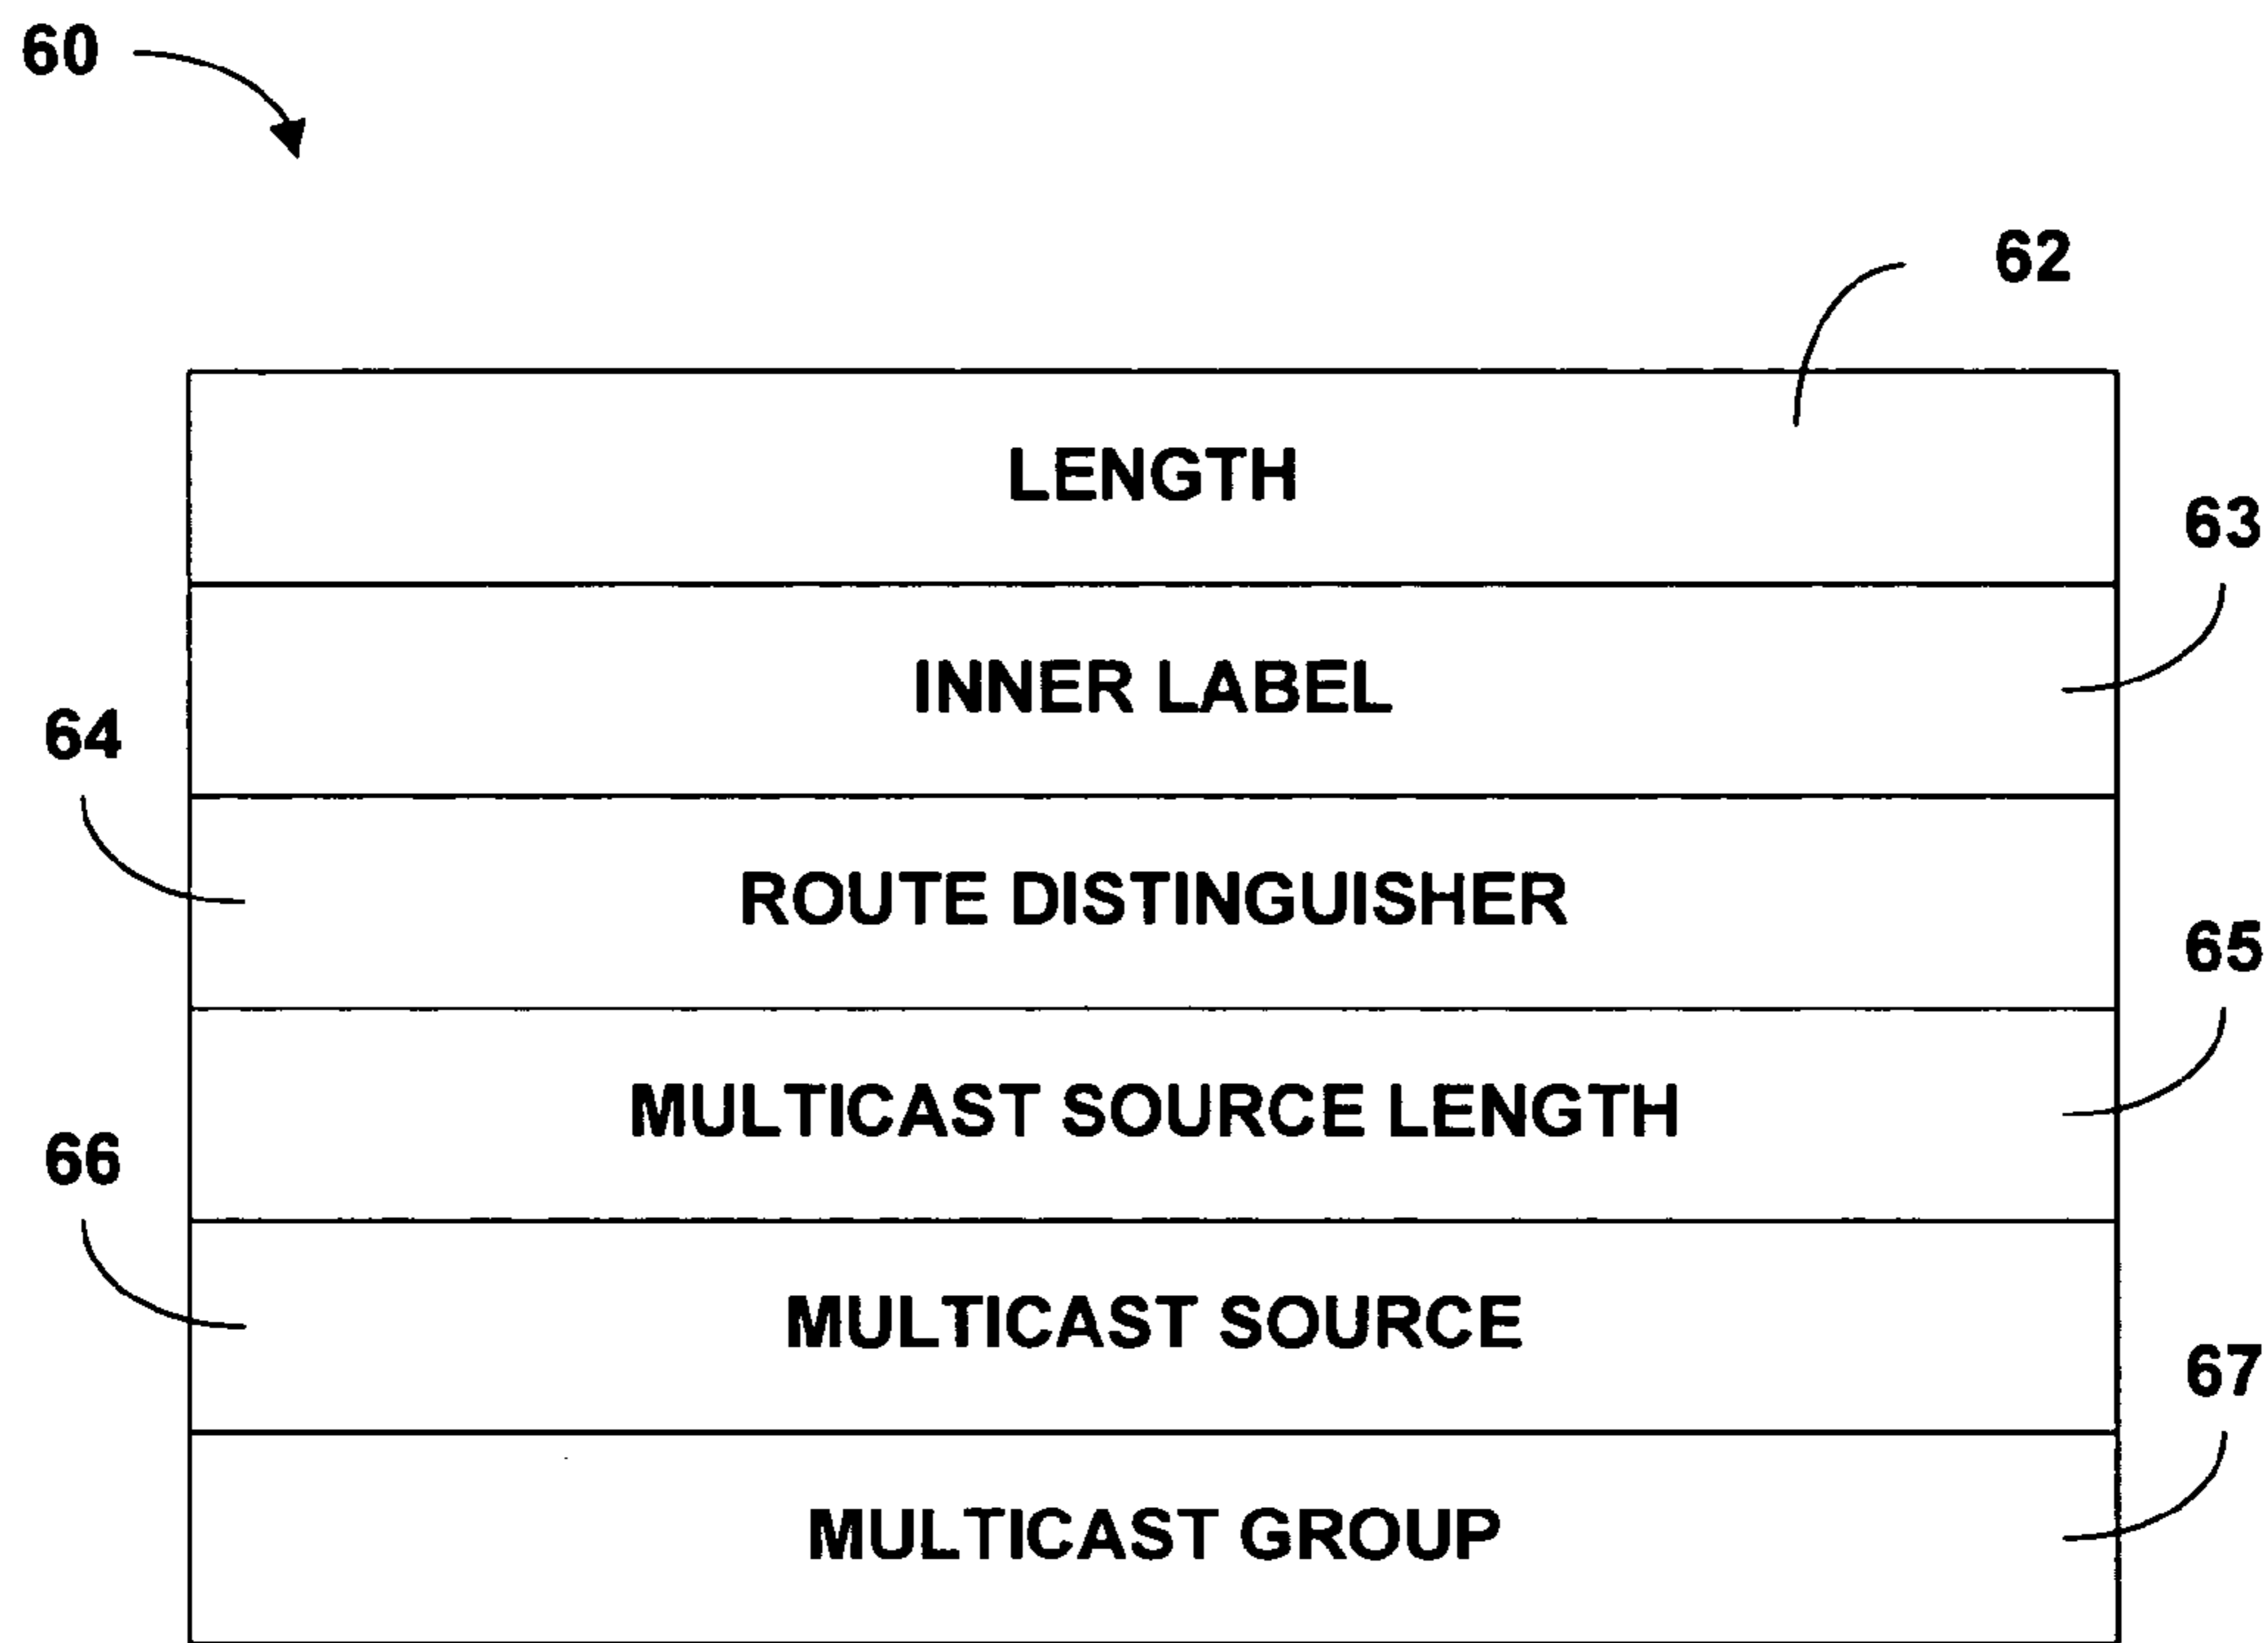 60
62
LENGTH
63
INNER LABEL
64
ROUTE DISTINGUISHER
65
MULTICAST SOURCE LENGTH
66
MULTICAST SOURCE
67
MULTICAST GROUP